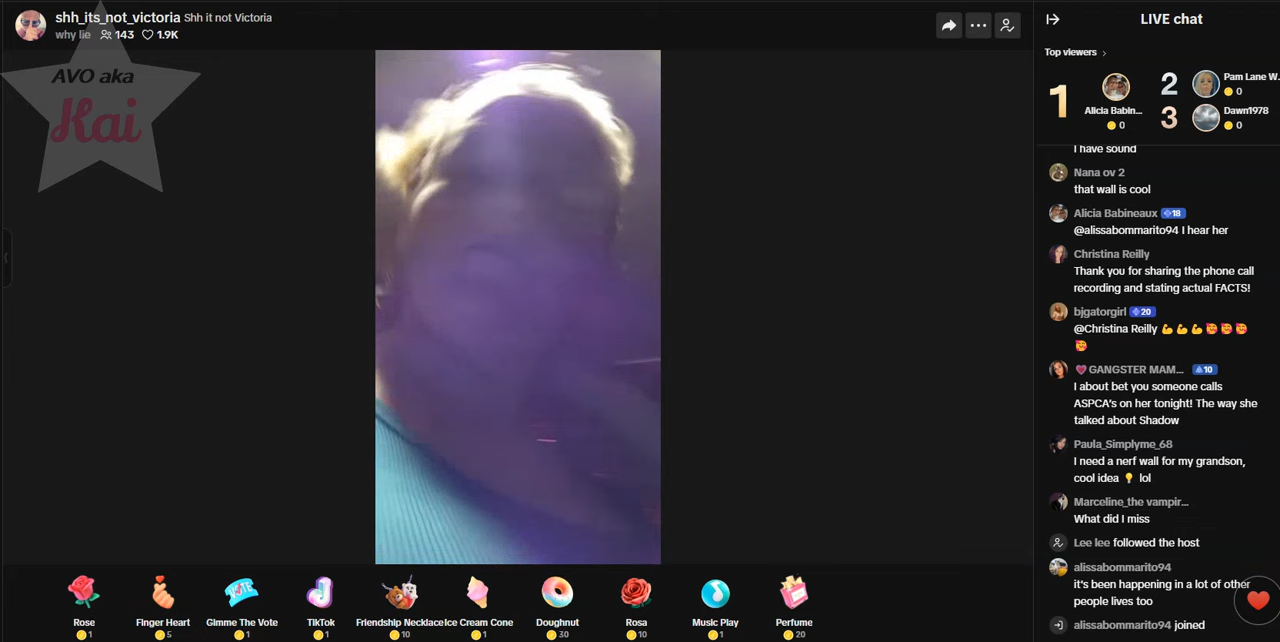 shh_its_not_victoria Shh it not Victoria
why lie 143 1.9K
AVO aka
Kai
LIVE chat
Top viewers >
1
Alicia Babin...
0
2
Pam Lane W.
0
3
Dawn1978
0
I have sound
Nana ov 2
that wall is cool
Alicia Babineaux 18
@alissabommarito94 I hear her
Christina Reilly
Thank you for sharing the phone call
recording and stating actual FACTS!
bjgatorgirl 20
@Christina Reilly 💪💪💪🥰🥰🥰
🥰
💗GANGSTER MAM... 10
I about bet you someone calls
ASPCA's on her tonight! The way she
talked about Shadow
Paula_Simplyme_68
I need a nerf wall for my grandson,
cool idea 💡 lol
Marceline_the vampir...
What did I miss
Lee lee followed the host
alissabommarito94
it's been happening in a lot of other
people lives too
alissabommarito94 joined
VOTE
Rose
1
Finger Heart
5
GImme The Vote
1
TikTok
1
Friendship Necklace
10
Ice Cream Cone
1
Doughnut
30
Rosa
10
Music Play
1
Perfume
20